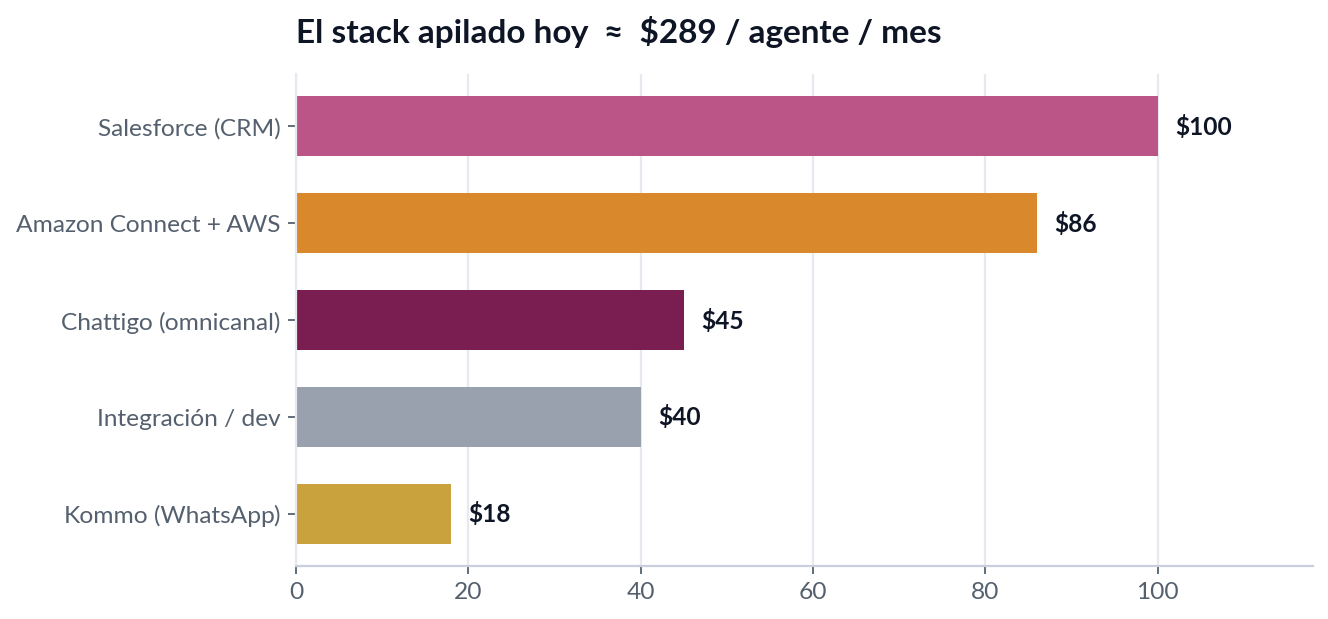 El stack apilado hoy ≈ $289 / agente / mes
Salesforce (CRM) $100
Amazon Connect + AWS $86
Chattigo (omnicanal) $45
Integración / dev $40
Kommo (WhatsApp) $18
0 20 40 60 80 100